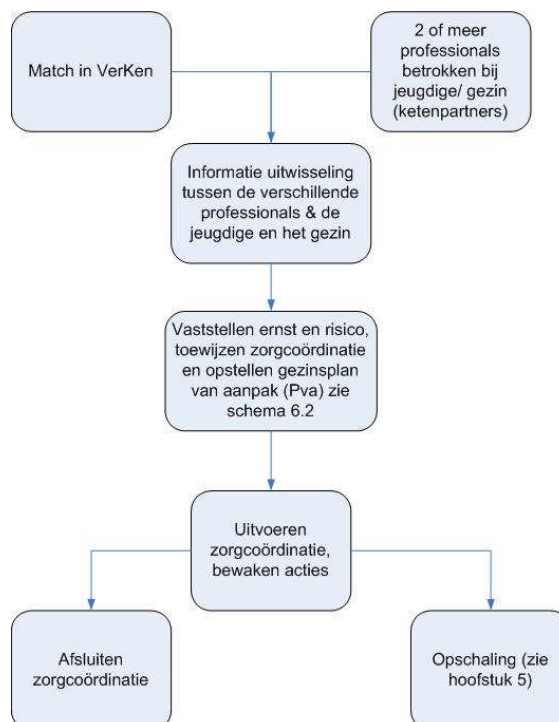 Match in VerKen
2 of meer
professionals
betrokken bij
jeugdige/ gezin
(ketenpartners)
Informatie uitwisseling
tussen de verschillende
professionals & de
jeugdige en het gezin
Vaststellen ernst en risico,
toewijzen zorgcoördinatie
en opstellen gezinsplan
van aanpak (Pva) zie
schema 6.2
Uitvoeren
zorgcoördinatie,
bewaken acties
Afsluiten
zorgcoördinatie
Opschaling (zie
hoofstuk 5)